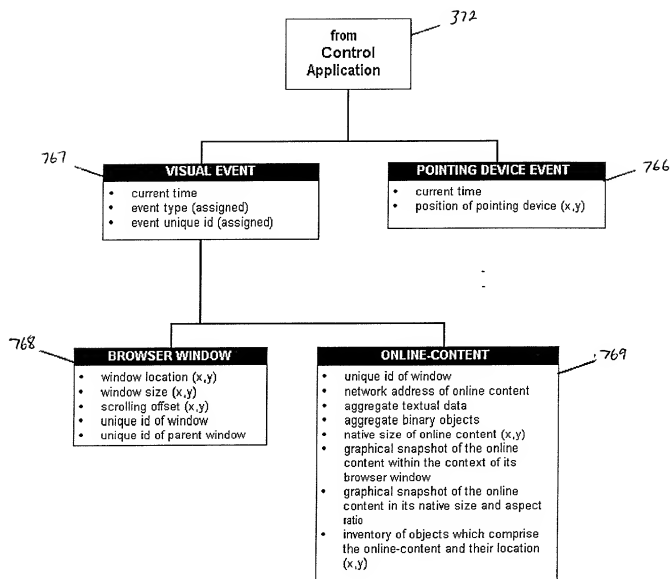 372
from
Control
Application
767
VISUAL EVENT
• current time
• event type (assigned)
• event unique id (assigned)
POINTING DEVICE EVENT
766
• current time
• position of pointing device (x,y)
768
BROWSER WINDOW
• window location (x,y)
• window size (x,y)
• scrolling offset (x,y)
• unique id of window
• unique id of parent window
ONLINE-CONTENT
769
• unique id of window
• network address of online content
• aggregate textual data
• aggregate binary objects
• native size of online content (x,y)
• graphical snapshot of the online
content within the context of its
browser window
• graphical snapshot of the online
content in its native size and aspect
ratio
• inventory of objects which comprise
the online-content and their location
(x,y)